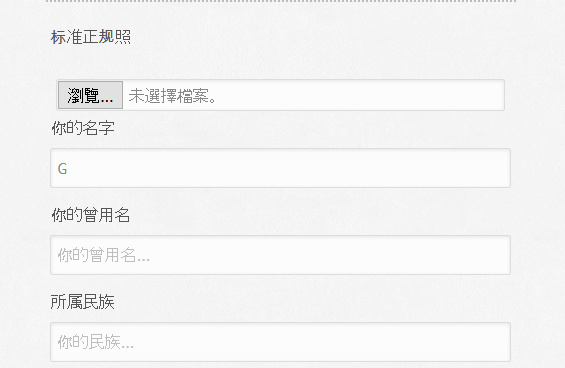 标准正规照
瀏覽... 未選擇檔案。
你的名字
G
你的曾用名
你的曾用名...
所属民族
你的民族...